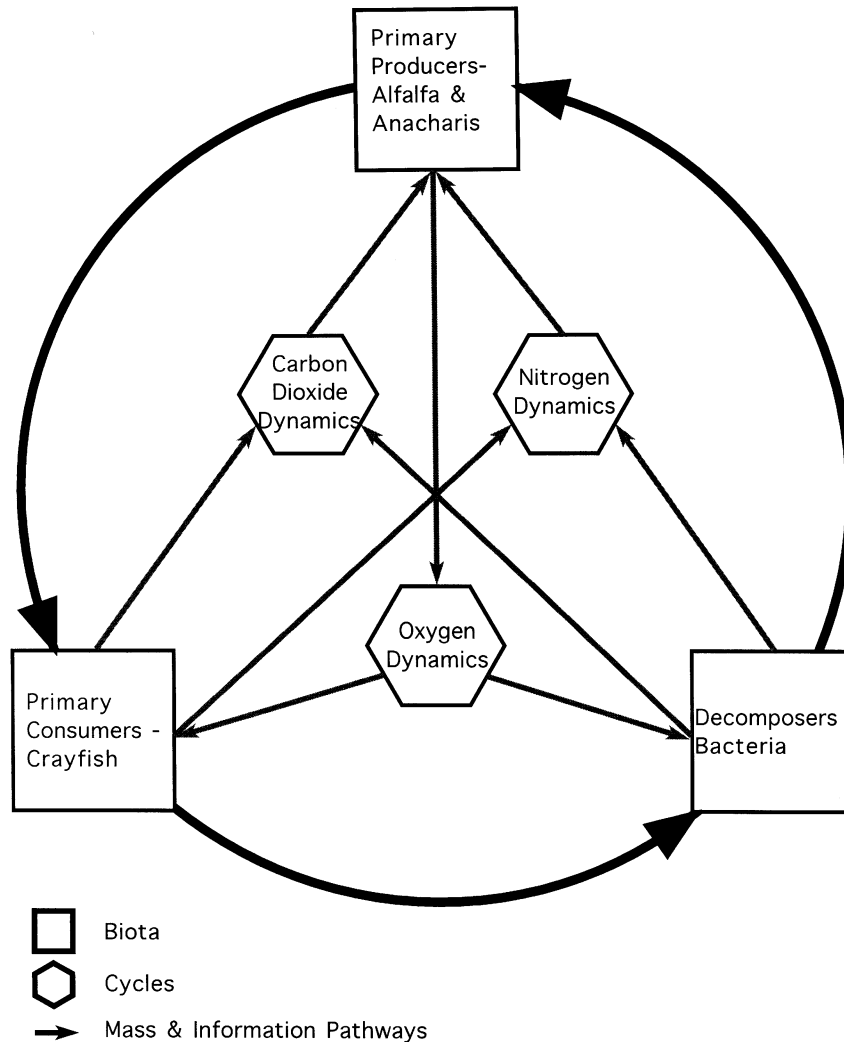 Primary
Producers-
Alfalfa &
Anacharis
Carbon
Dioxide
Dynamics
Nitrogen
Dynamics
Oxygen
Dynamics
Primary
Consumers -
Crayfish
Decomposers
Bacteria
Biota
Cycles
Mass & Information Pathways